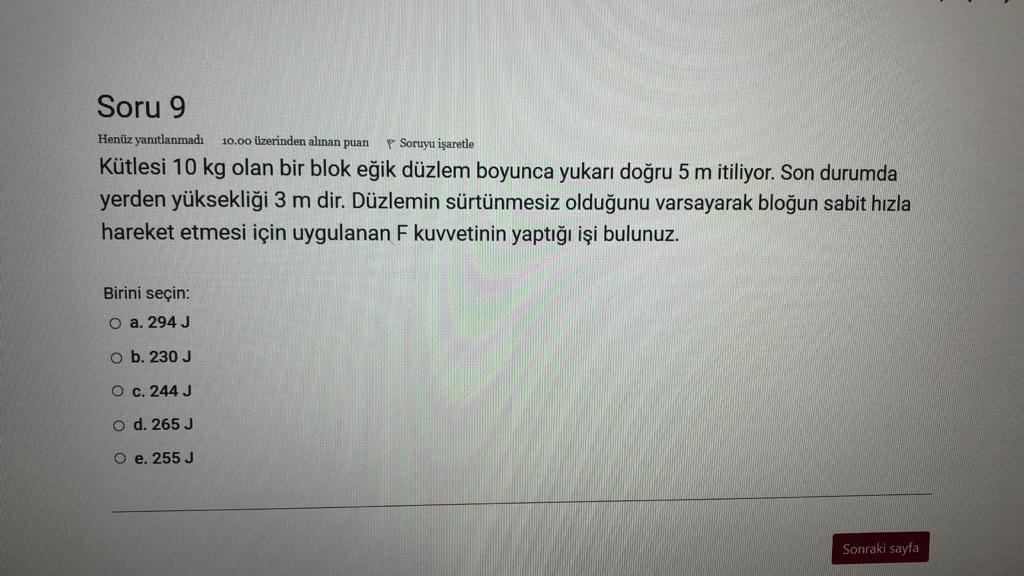 Soru 9
Henüz yanıtlanmadı 10.00 üzerinden alınan puan Soruyu işaretle
Kütlesi 10 kg olan bir blok eğik düzlem boyunca yukarı doğru 5 m itiliyor. Son durumda
yerden yüksekliği 3 m dir. Düzlemin sürtünmesiz olduğunu varsayarak bloğun sabit hızla
hareket etmesi için uygulanan F kuvvetinin yaptığı işi bulunuz.
Birini seçin:
a. 294 J
b. 230 J
c. 244 J
d. 265 J
e. 255 J
Sonraki sayfa